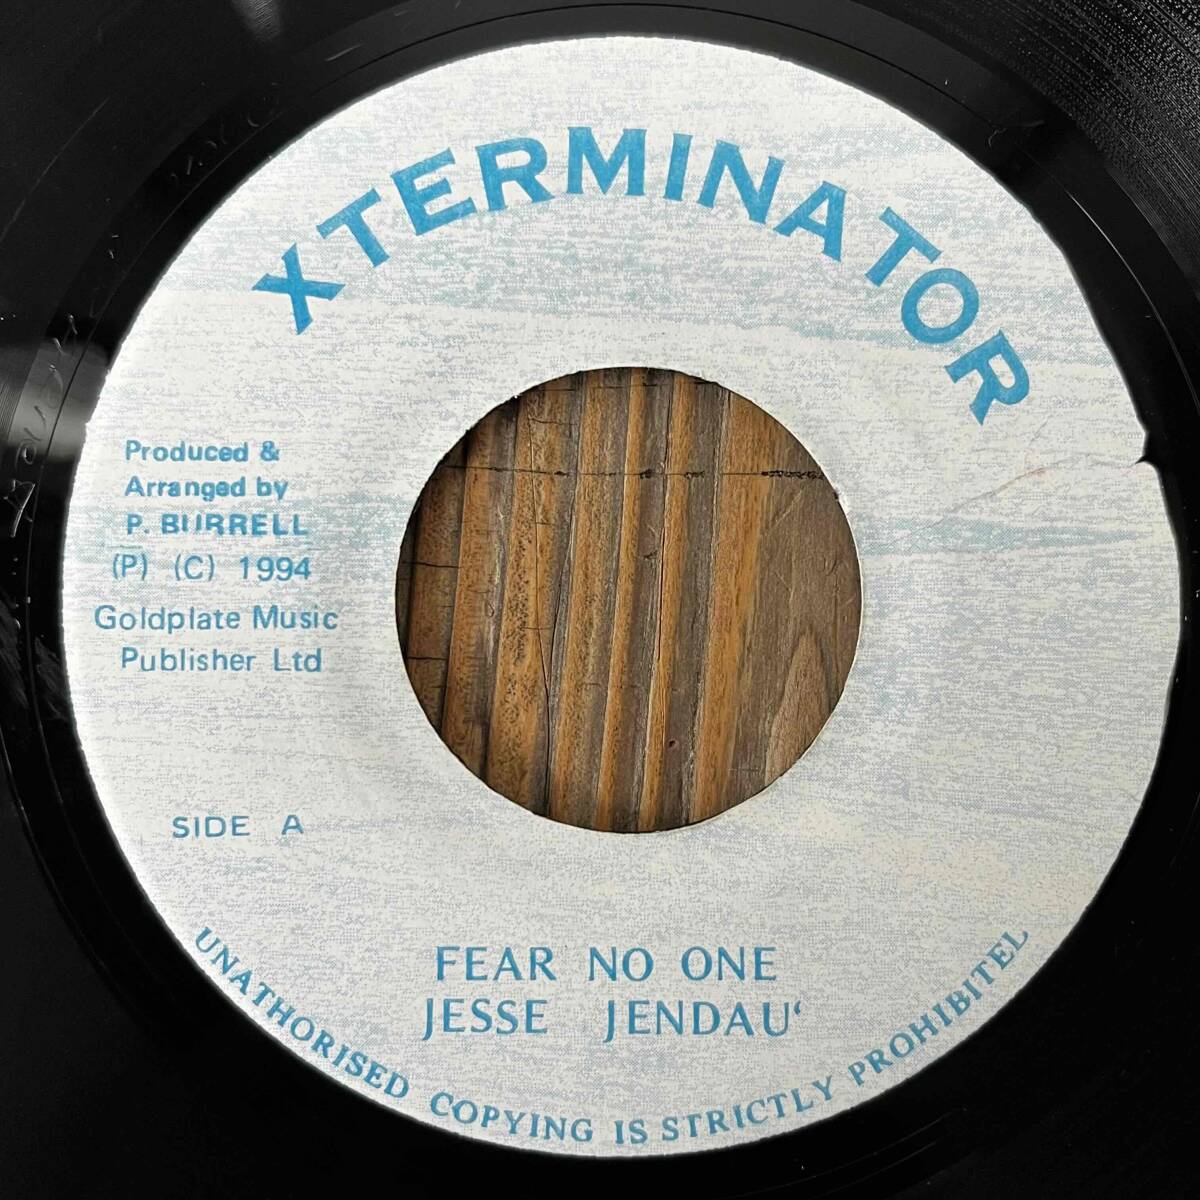 XTERMINATOR
Produced &
Arranged by
P. BURRELL
(P) (C) 1994
Goldplate Music
Publisher Ltd
SIDE A
FEAR NO ONE
JESSE JENDAU'
UNAUTHORISED COPYING IS STRICTLY PROHIBITEL